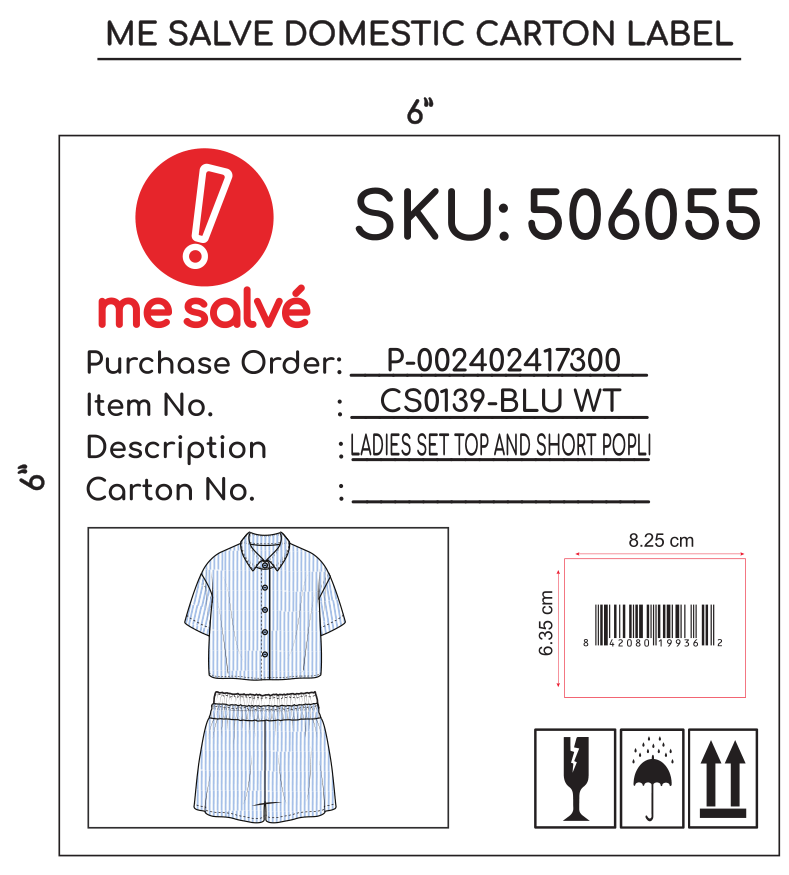 ME SALVE DOMESTIC CARTON LABEL
6"
me salvé
SKU: 506055
Purchase Order: P-002402417300
Item No. : CS0139-BLU WT
6"
Description : LADIES SET TOP AND SHORT POPLI
Carton No. :
8.25 cm
6.35 cm
8 42080 19936 2